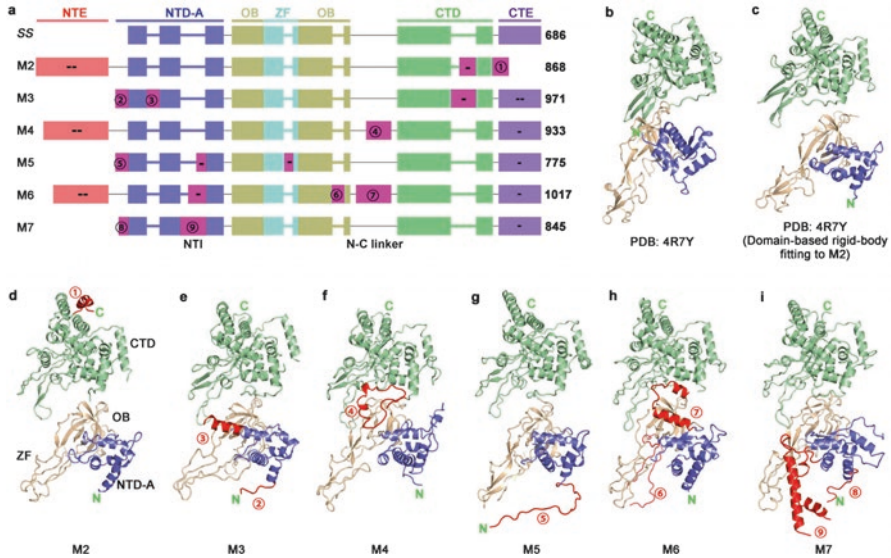 a
NTE NTD-A OB ZF OB CTD CTE
SS 686
M2 -- - ① 868
M3 ② ③ - -- 971
M4 -- ④ - 933
M5 ⑤ - - - 775
M6 -- - ⑥ ⑦ - 1017
M7 ⑧ ⑨ - 845
NTI N-C linker
b
C
N
PDB: 4R7Y
c
C
N
PDB: 4R7Y
(Domain-based rigid-body
fitting to M2)
d
①
C
CTD
OB
ZF
NTD-A
N
M2
e
C
③
N
②
M3
f
C
④
N
M4
g
C
N
⑤
M5
h
C
⑦
⑥
N
M6
i
C
⑧
N
⑨
M7